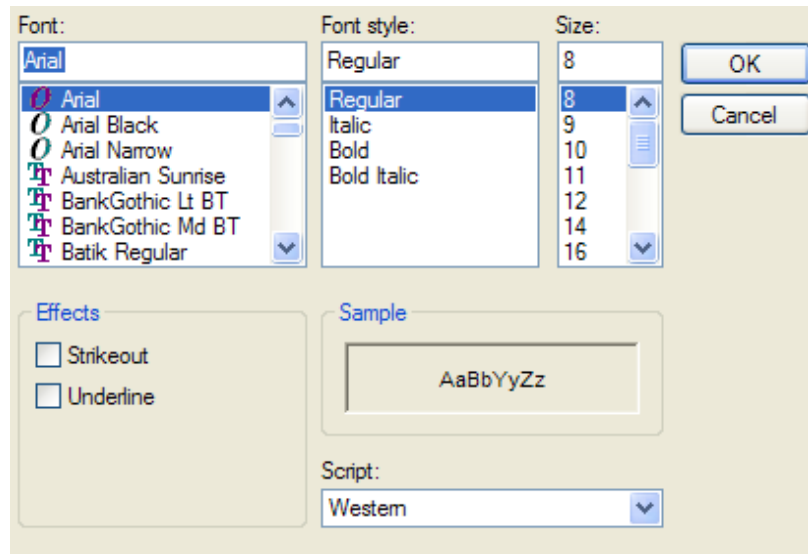 Font:
Arial
Arial
Arial Black
Arial Narrow
Australian Sunrise
BankGothic Lt BT
BankGothic Md BT
Batik Regular
Font style:
Regular
Regular
Italic
Bold
Bold Italic
Size:
8
8
9
10
11
12
14
16
OK
Cancel
Effects
Strikeout
Underline
Sample
AaBbYyZz
Script:
Western